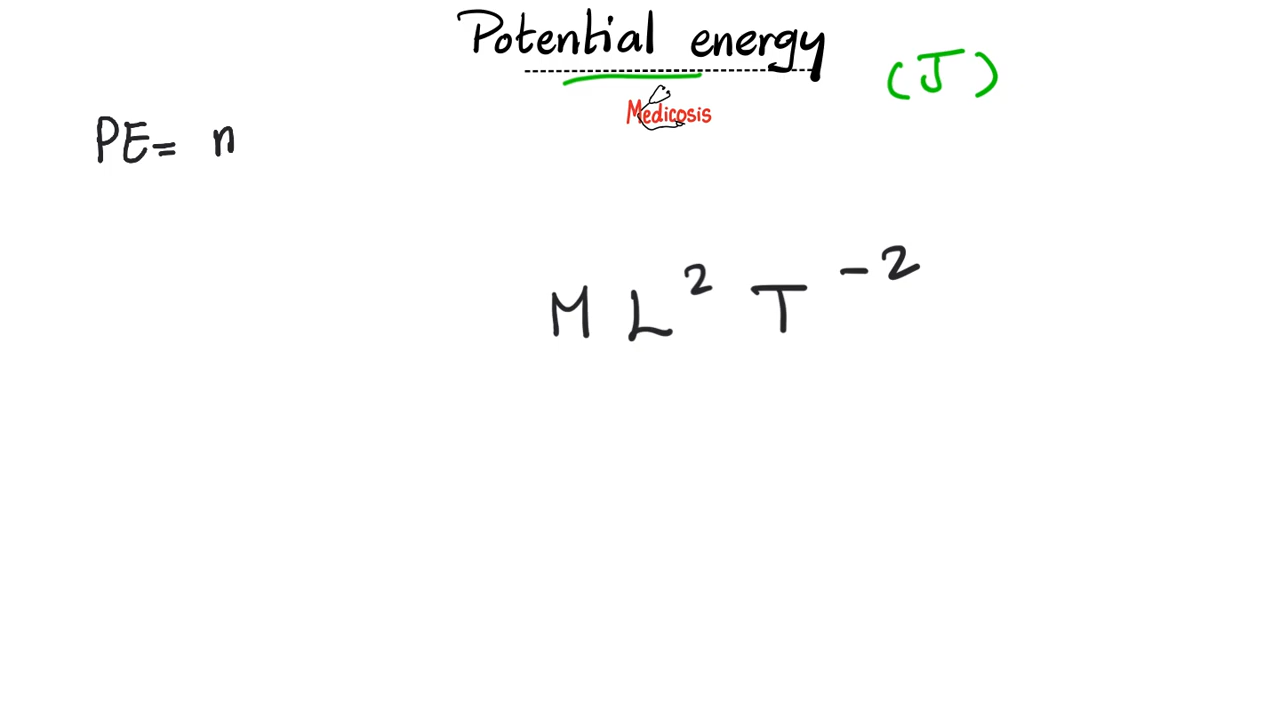 Potential energy
(J)
Medicosis
PE= n
M L² T⁻²